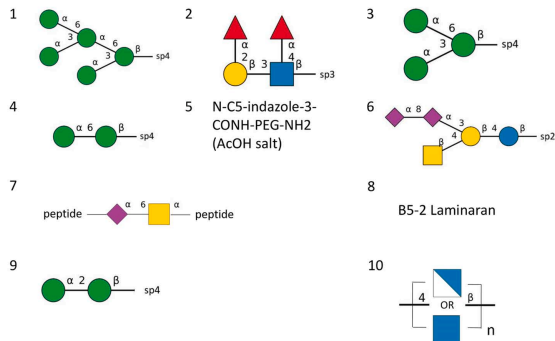 1
α 6
α 3
α 6
α 3
β sp4
2
α α
2 4
β 3 β sp3
3
α 6
α 3
β sp4
4
α 6 β sp4
5
N-C5-indazole-3-
CONH-PEG-NH2
(AcOH salt)
6
α 8 α 3
β 4
β 4 β sp2
7
peptide α 6 α peptide
8
B5-2 Laminaran
9
α 2 β sp4
10
4 OR β
n